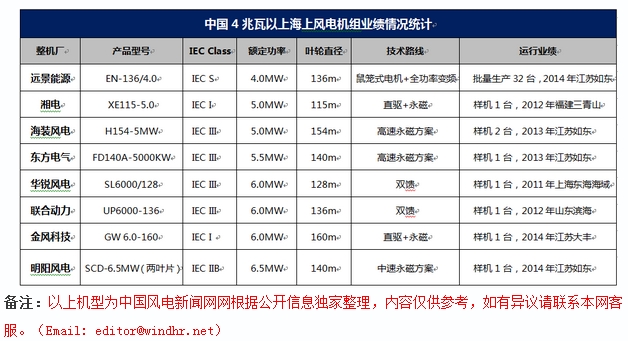 中国 4 兆瓦以上海上风电机组业绩情况统计
整机厂 产品型号 IEC Class 额定功率 叶轮直径 技术路线 运行业绩
远景能源 EN-136/4.0 IEC S 4.0MW 136m 鼠笼式电机+全功率变频 批量生产 32 台，2014 年江苏如东
湘电 XE115-5.0 IEC Ⅰ 5.0MW 115m 直驱+永磁 样机 1 台，2012 年福建三青山
海装风电 H154-5MW IEC Ⅲ 5.0MW 154m 高速永磁方案 样机 2 台，2013 年江苏如东
东方电气 FD140A-5000KW IEC Ⅲ 5.5MW 140m 高速永磁方案 样机 1 台，2013 年江苏如东
华锐风电 SL6000/128 IEC Ⅲ 6.0MW 128m 双馈 样机 1 台，2011 年上海东海海域
联合动力 UP6000-136 IEC Ⅲ 6.0MW 136m 双馈 样机 1 台，2012 年山东滨海
金风科技 GW 6.0-160 IEC Ⅰ 6.0MW 160m 直驱+永磁 样机 1 台，2014 年江苏大丰
明阳风电 SCD-6.5MW（两叶片） IEC ⅡB 6.5MW 140m 中速永磁方案 样机 1 台，2014 年江苏如东
备注：以上机型为中国风电新闻网网根据公开信息独家整理，内容仅供参考，如有异议请联系本网客
服。（Email: editor@windhr.net）